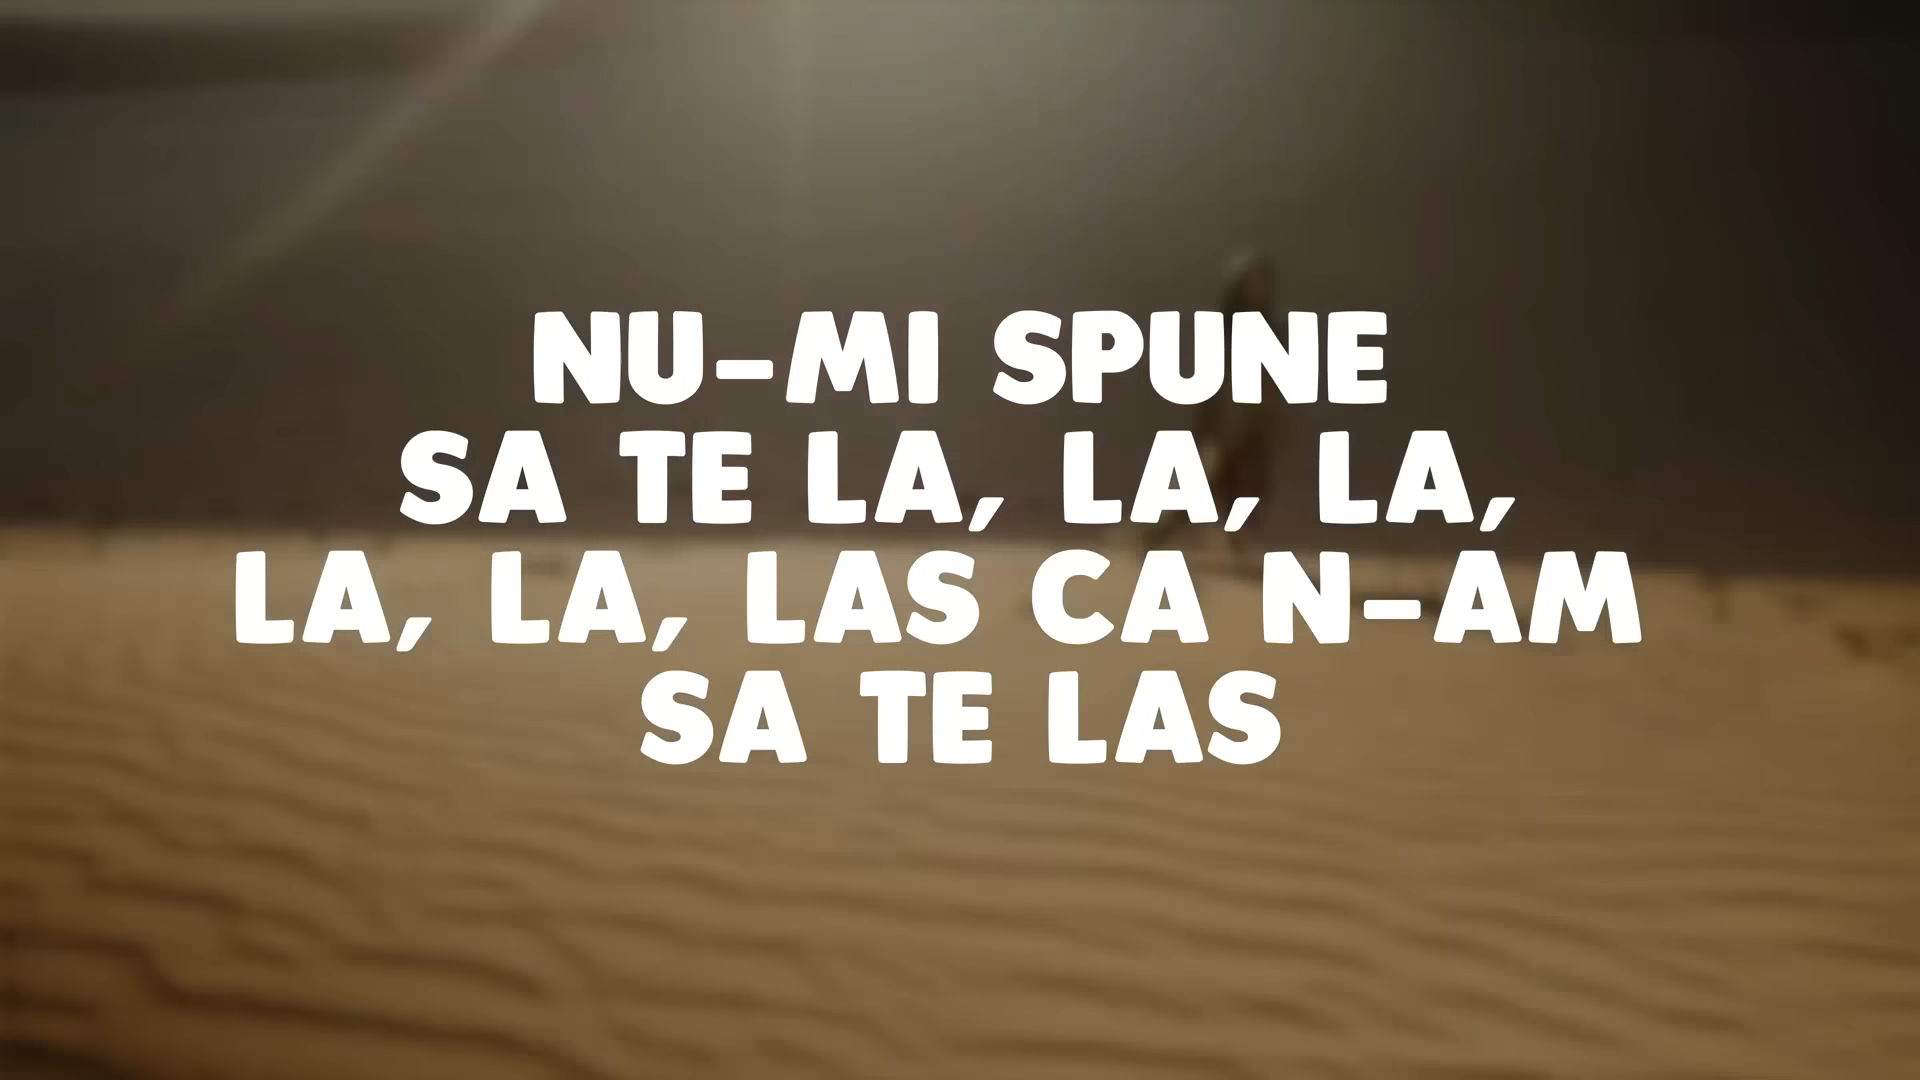 NU-MI SPUNE
SA TE LA, LA, LA,
LA, LA, LAS CA N-AM
SA TE LAS